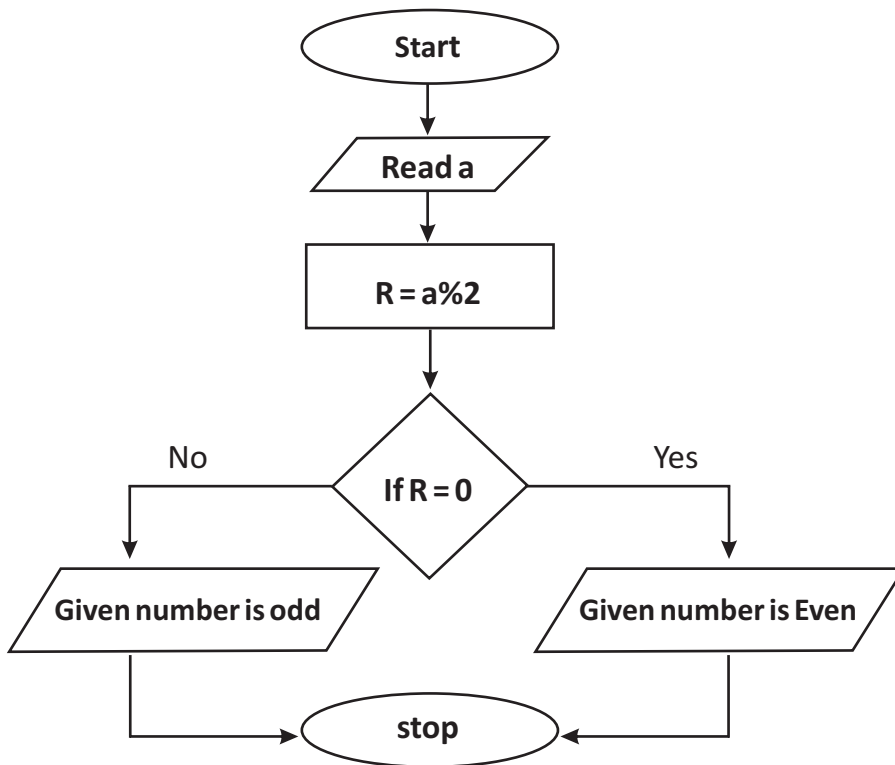 Start
Read a
R = a%2
No
Yes
If R = 0
Given number is odd
Given number is Even
stop